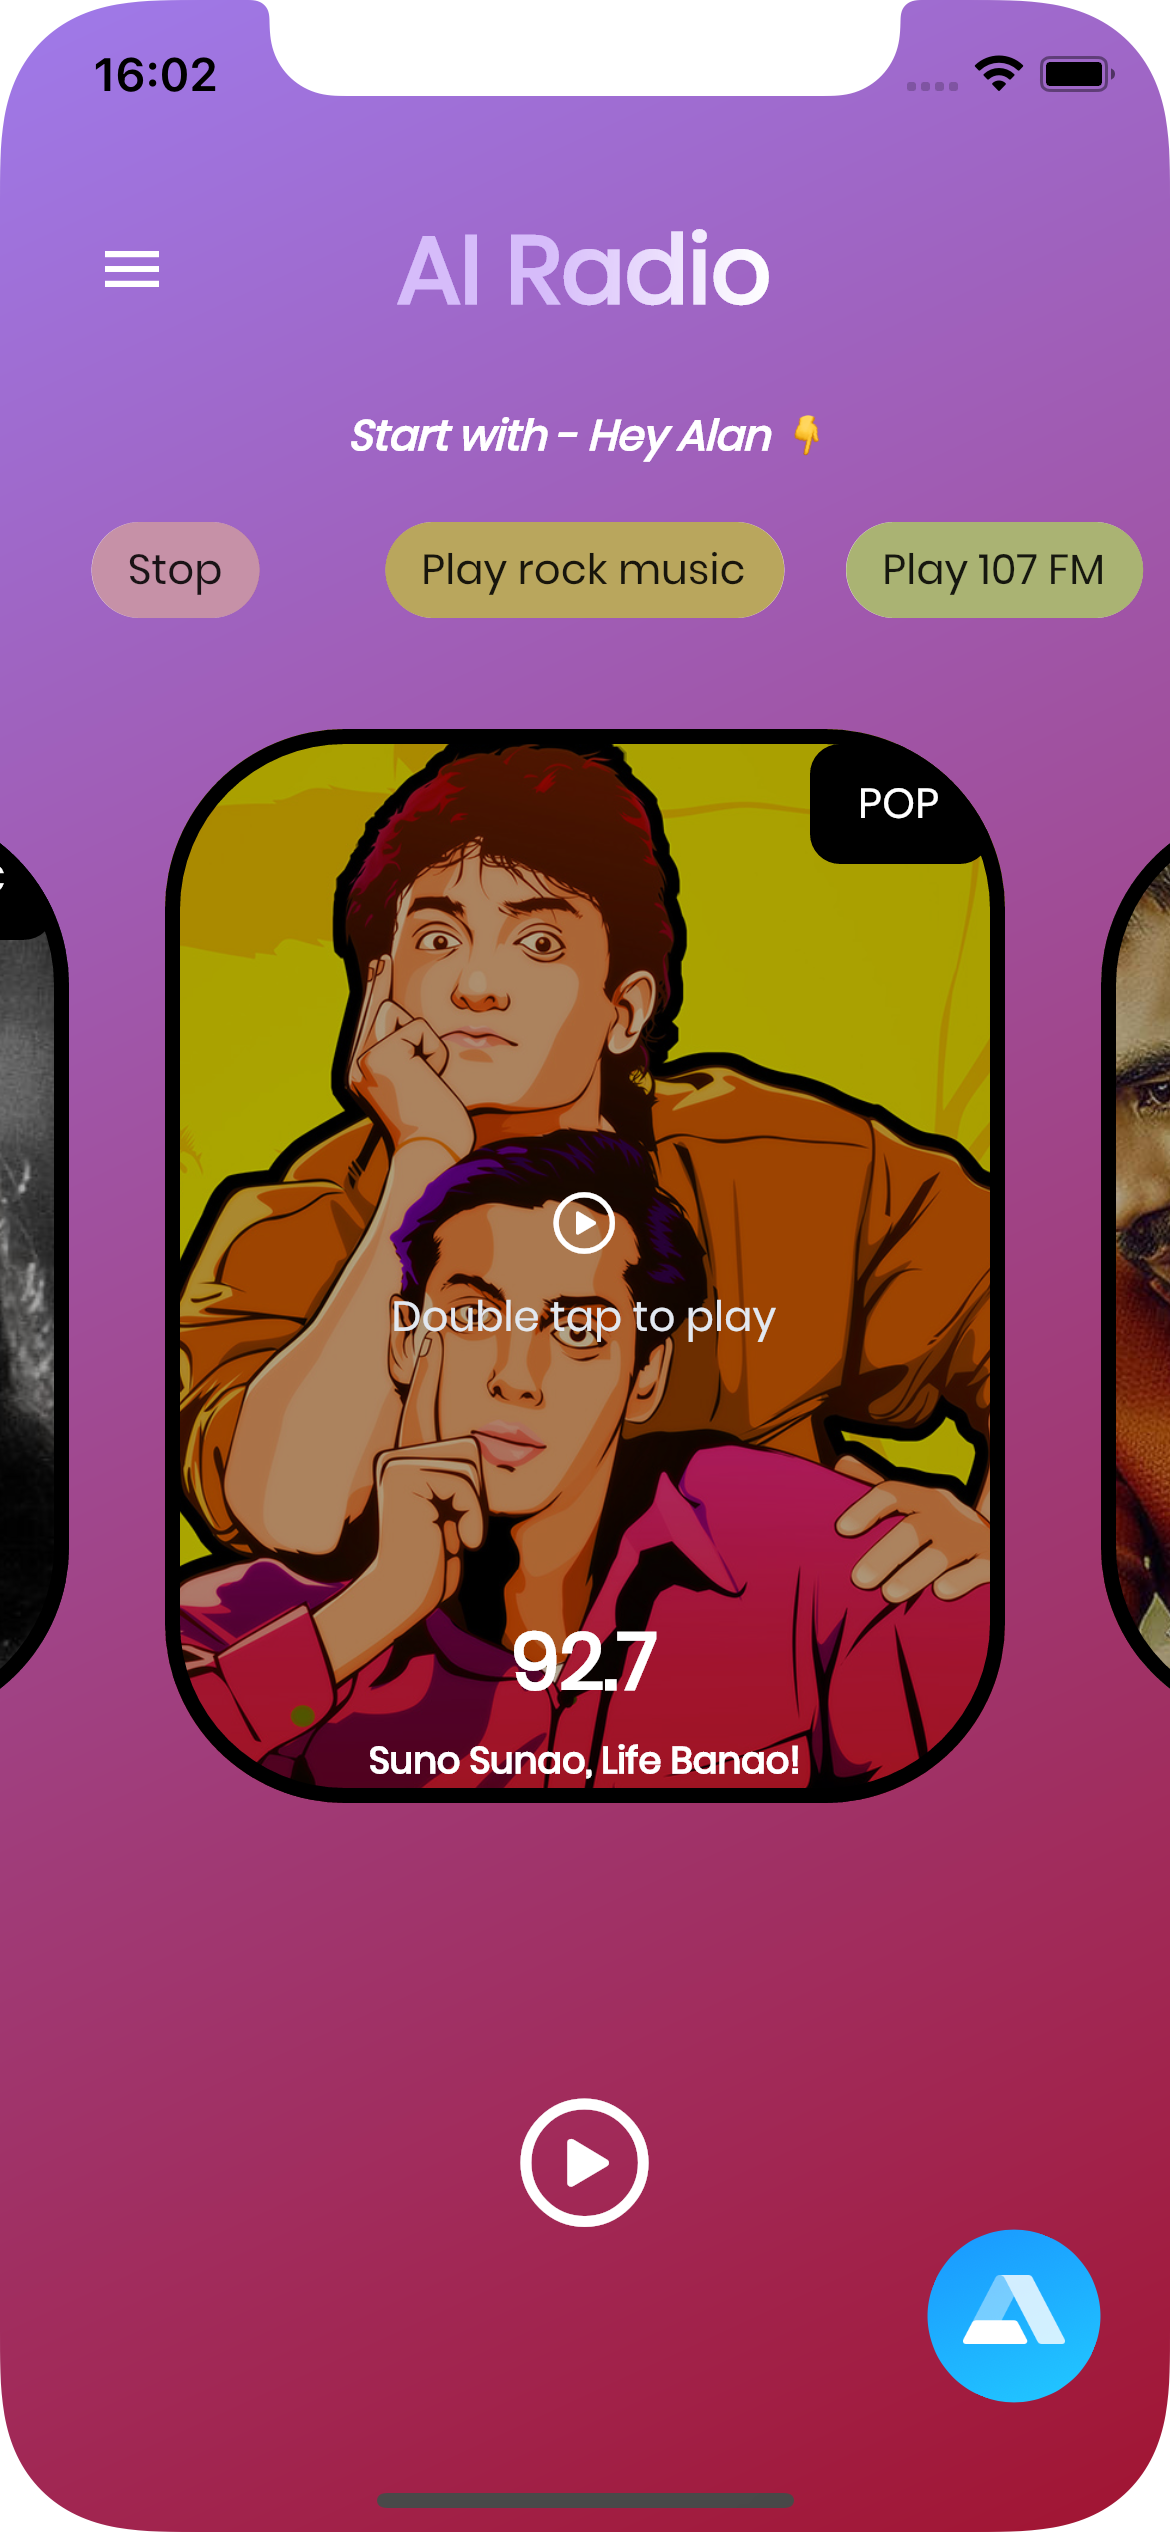 16:02
AI Radio
Start with - Hey Alan 👇
Stop
Play rock music
Play 107 FM
POP
Double tap to play
92.7
Suno Sunao, Life Banao!